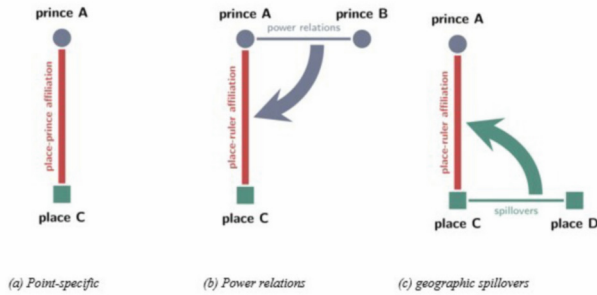 prince A
place-prince affiliation
place C
(a) Point-specific
prince A
prince B
power relations
place-ruler affiliation
place C
(b) Power relations
prince A
place-ruler affiliation
spillovers
place C
place D
(c) geographic spillovers